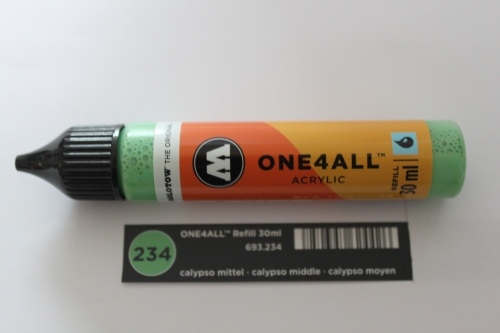 MOLOTOW THE ORIGINAL
M
ONE4ALL™
ACRYLIC
REFILL
30 ml
234
ONE4ALL™ Refill 30ml
693.234
calypso mittel · calypso middle · calypso moyen